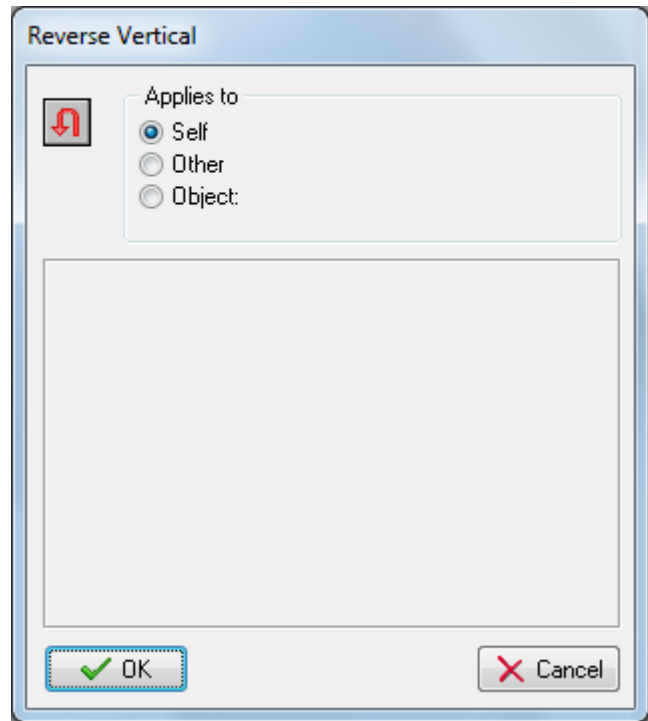 Reverse Vertical
Applies to
Self
Other
Object:
OK
Cancel